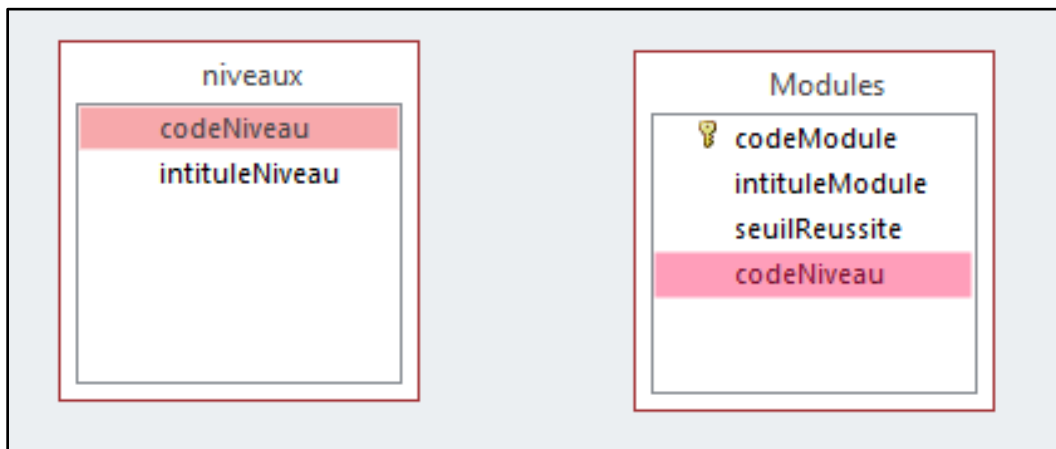 niveaux
codeNiveau
intituleNiveau
Modules
codeModule
intituleModule
seuilReussite
codeNiveau